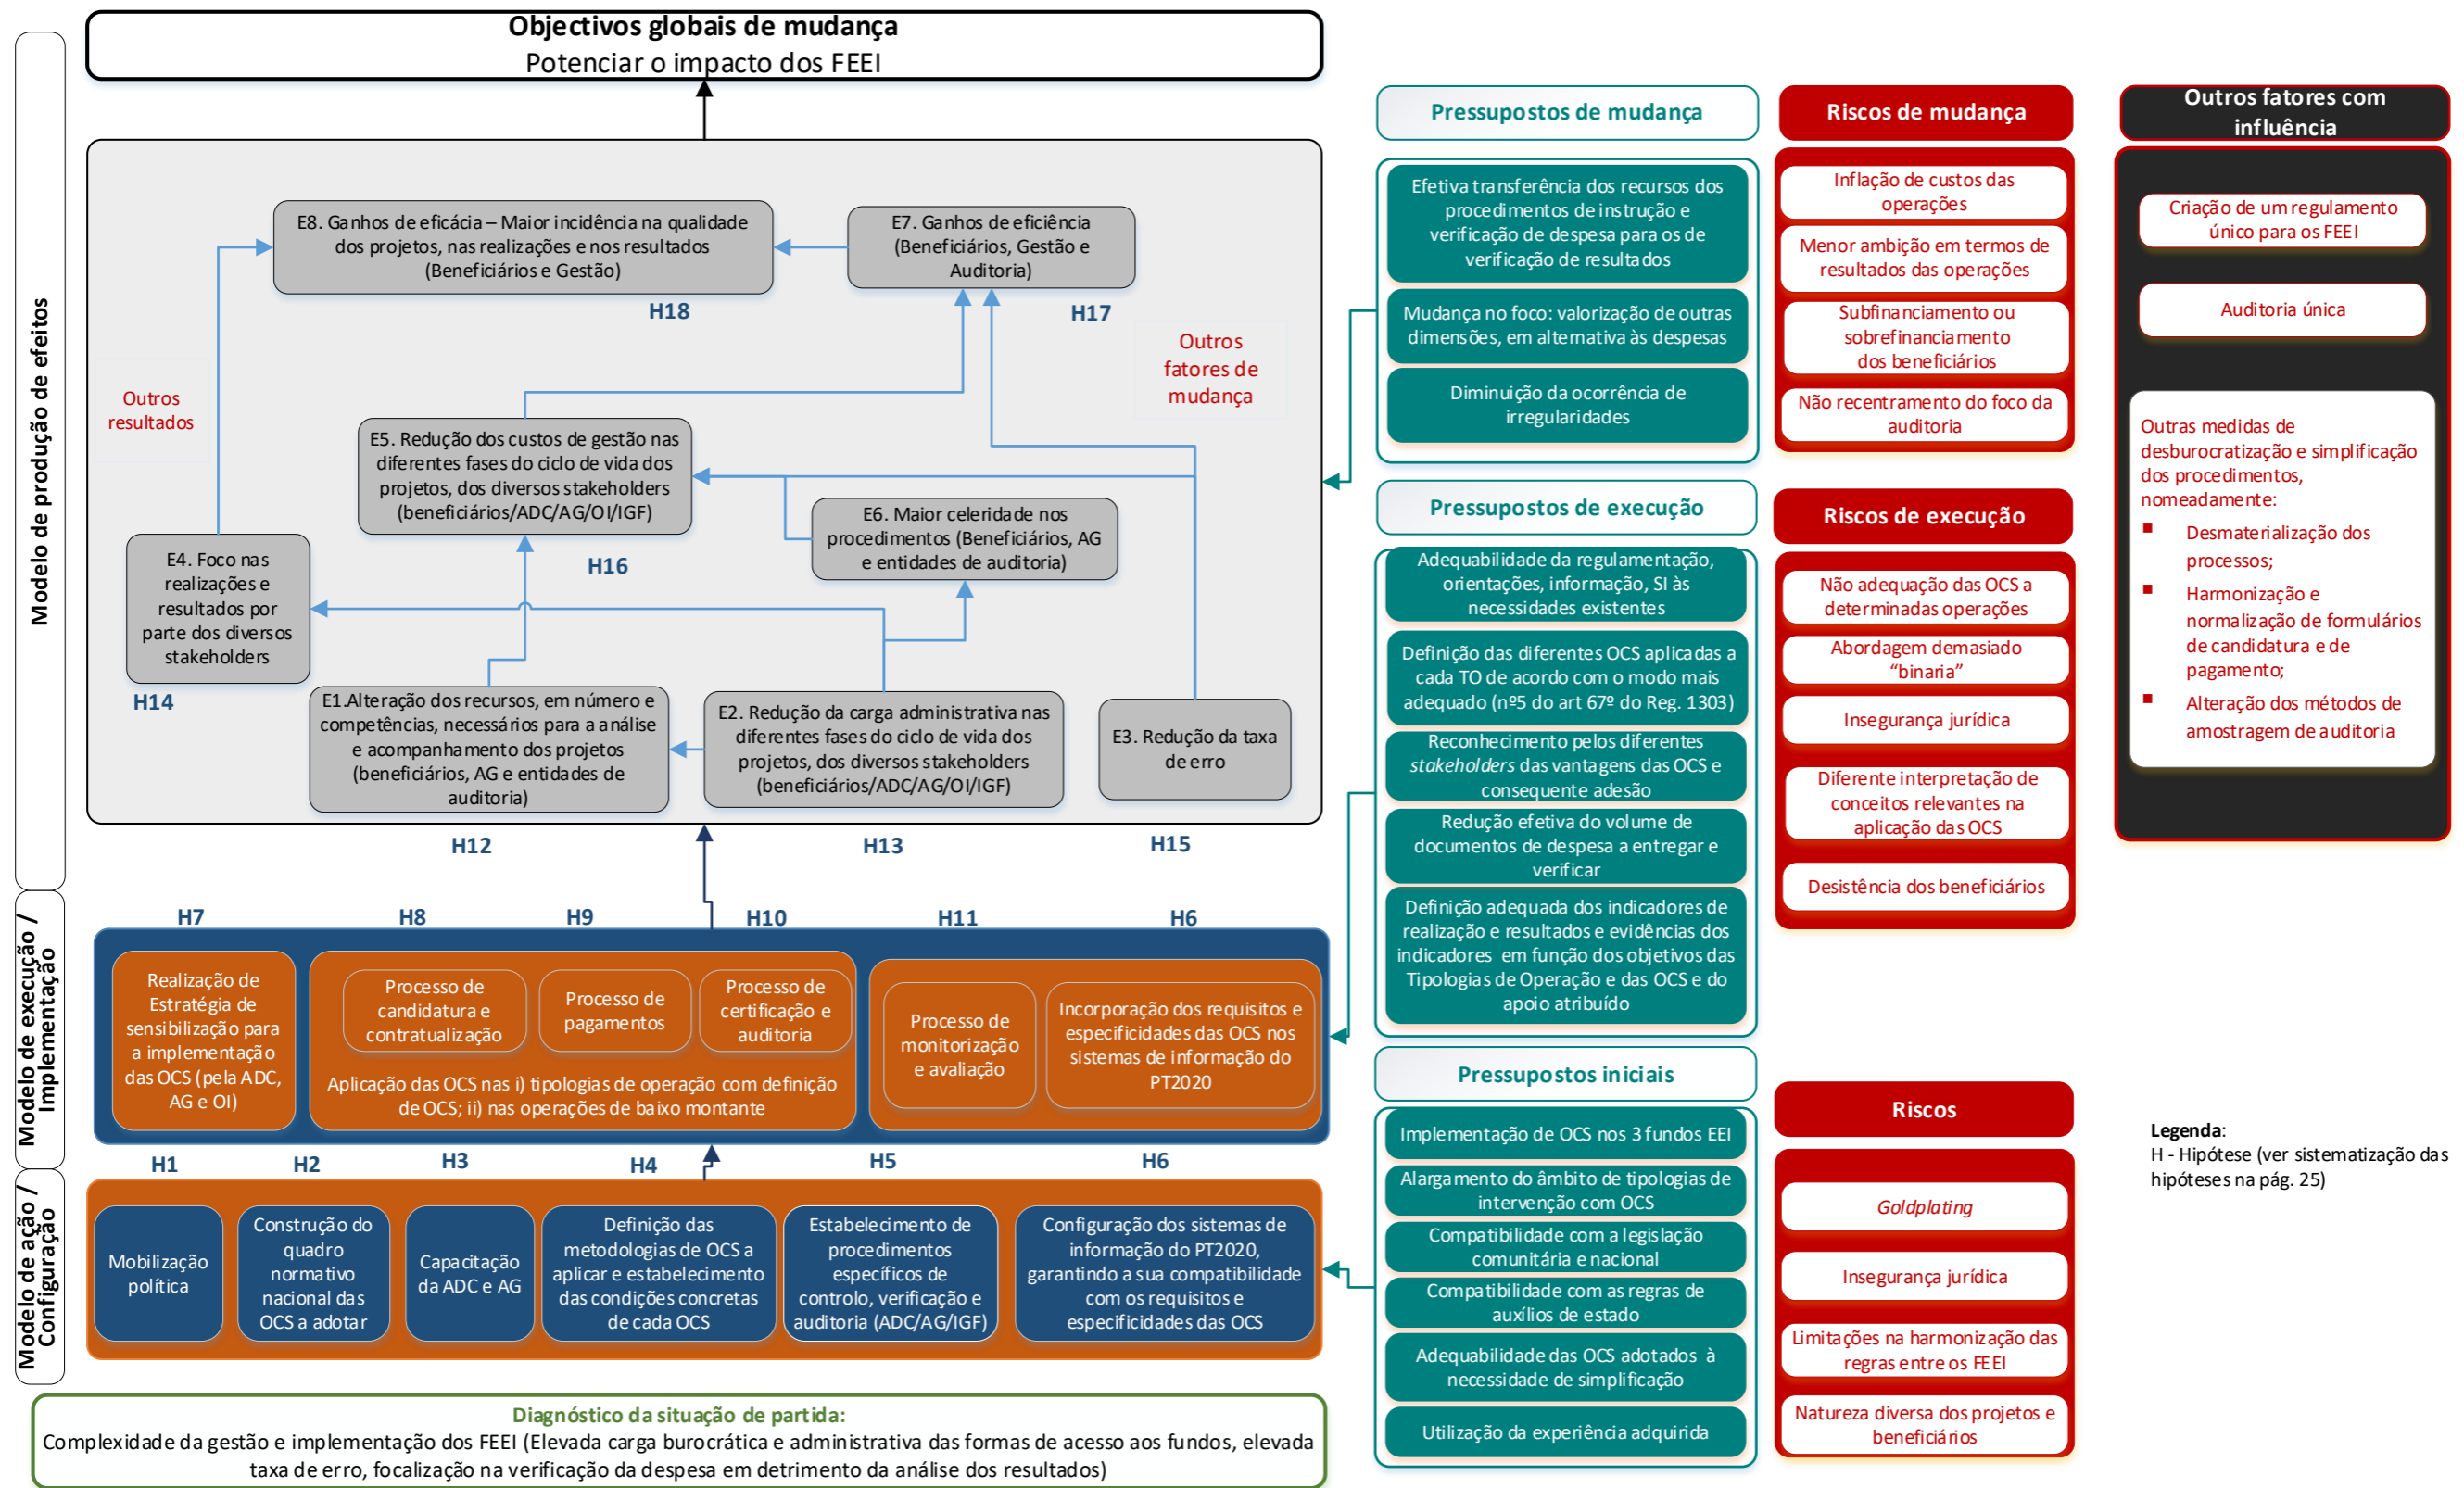 Objectivos globais de mudança
Potenciar o impacto dos FEEI
Modelo de produção de efeitos
E8. Ganhos de eficácia – Maior incidência na qualidade
dos projetos, nas realizações e nos resultados
(Beneficiários e Gestão)
E7. Ganhos de eficiência
(Beneficiários, Gestão e
Auditoria)
H18
H17
Outros
resultados
Outros
fatores de
mudança
E5. Redução dos custos de gestão nas
diferentes fases do ciclo de vida dos
projetos, dos diversos stakeholders
(beneficiários/ADC/AG/OI/IGF)
E6. Maior celeridade nos
procedimentos (Beneficiários, AG
e entidades de auditoria)
H16
E4. Foco nas
realizações e
resultados por
parte dos diversos
stakeholders
H14
E1.Alteração dos recursos, em número e
competências, necessários para a análise
e acompanhamento dos projetos
(beneficiários, AG e entidades de
auditoria)
E2. Redução da carga administrativa nas
diferentes fases do ciclo de vida dos
projetos, dos diversos stakeholders
(beneficiários/ADC/AG/OI/IGF)
E3. Redução da taxa
de erro
H12
H13
H15
Modelo de execução /
Implementação
H7
H8
H9
H10
H11
H6
Realização de
Estratégia de
sensibilização para
a implementação
das OCS (pela ADC,
AG e OI)
Processo de
candidatura e
contratualização
Processo de
pagamentos
Processo de
certificação e
auditoria
Aplicação das OCS nas i) tipologias de operação com definição
de OCS; ii) nas operações de baixo montante
Processo de
monitorização
e avaliação
Incorporação dos requisitos e
especificidades das OCS nos
sistemas de informação do
PT2020
Modelo de ação /
Configuração
H1
H2
H3
H4
H5
H6
Mobilização
política
Construção do
quadro
normativo
nacional das
OCS a adotar
Capacitação
da ADC e AG
Definição das
metodologias de OCS a
aplicar e estabelecimento
das condições concretas
de cada OCS
Estabelecimento de
procedimentos
específicos de
controlo, verificação e
auditoria (ADC/AG/IGF)
Configuração dos sistemas de
informação do PT2020,
garantindo a sua compatibilidade
com os requisitos e
especificidades das OCS
Diagnóstico da situação de partida:
Complexidade da gestão e implementação dos FEEI (Elevada carga burocrática e administrativa das formas de acesso aos fundos, elevada
taxa de erro, focalização na verificação da despesa em detrimento da análise dos resultados)
Pressupostos de mudança
Efetiva transferência dos recursos dos
procedimentos de instrução e
verificação de despesa para os de
verificação de resultados
Mudança no foco: valorização de outras
dimensões, em alternativa às despesas
Diminuição da ocorrência de
irregularidades
Pressupostos de execução
Adequabilidade da regulamentação,
orientações, informação, SI às
necessidades existentes
Definição das diferentes OCS aplicadas a
cada TO de acordo com o modo mais
adequado (nº5 do art 67º do Reg. 1303)
Reconhecimento pelos diferentes
stakeholders das vantagens das OCS e
consequente adesão
Redução efetiva do volume de
documentos de despesa a entregar e
verificar
Definição adequada dos indicadores de
realização e resultados e evidências dos
indicadores em função dos objetivos das
Tipologias de Operação e das OCS e do
apoio atribuído
Pressupostos iniciais
Implementação de OCS nos 3 fundos EEI
Alargamento do âmbito de tipologias de
intervenção com OCS
Compatibilidade com a legislação
comunitária e nacional
Compatibilidade com as regras de
auxílios de estado
Adequabilidade das OCS adotados à
necessidade de simplificação
Utilização da experiência adquirida
Riscos de mudança
Inflação de custos das
operações
Menor ambição em termos de
resultados das operações
Subfinanciamento ou
sobrefinanciamento
dos beneficiários
Não recentramento do foco da
auditoria
Riscos de execução
Não adequação das OCS a
determinadas operações
Abordagem demasiado
“binaria”
Insegurança jurídica
Diferente interpretação de
conceitos relevantes na
aplicação das OCS
Desistência dos beneficiários
Riscos
Goldplating
Insegurança jurídica
Limitações na harmonização das
regras entre os FEEI
Natureza diversa dos projetos e
beneficiários
Outros fatores com
influência
Criação de um regulamento
único para os FEEI
Auditoria única
Outras medidas de
desburocratização e simplificação
dos procedimentos,
nomeadamente:
▪ Desmaterialização dos
processos;
▪ Harmonização e
normalização de formulários
de candidatura e de
pagamento;
▪ Alteração dos métodos de
amostragem de auditoria
Legenda:
H - Hipótese (ver sistematização das
hipóteses na pág. 25)